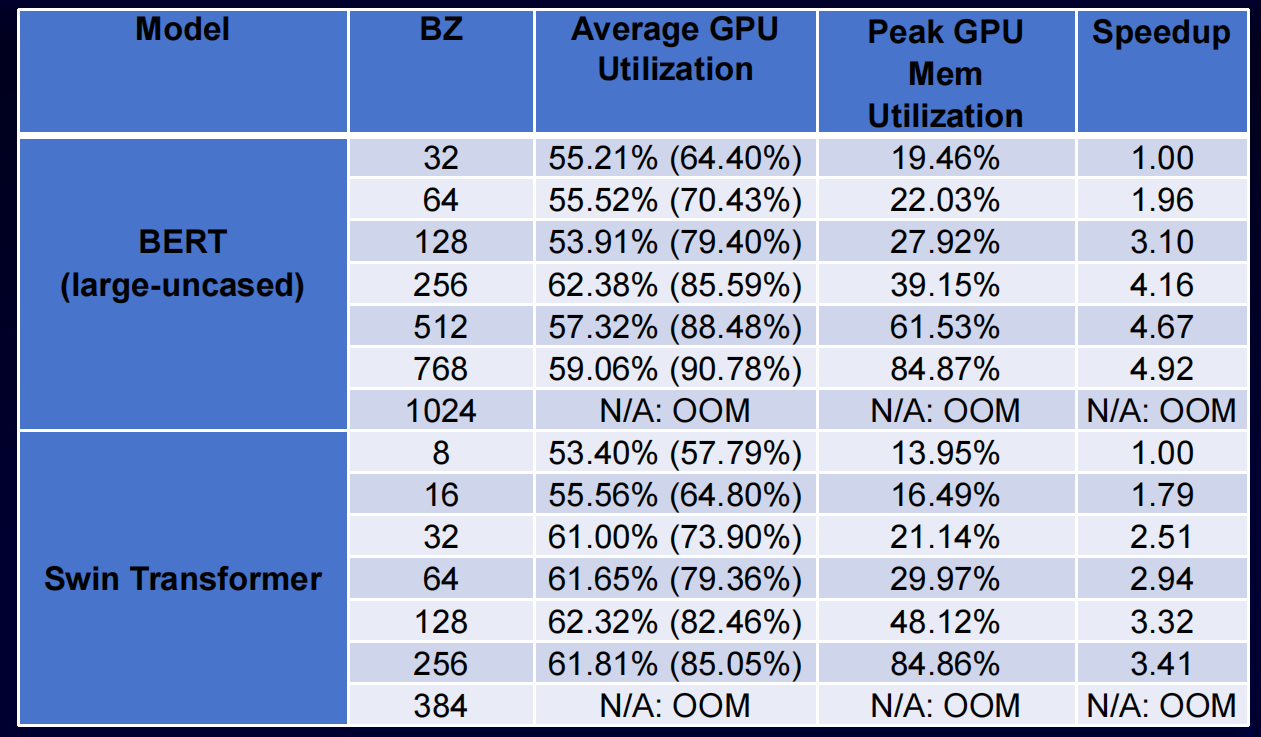 Model BZ Average GPU Utilization Peak GPU Mem Utilization Speedup
BERT (large-uncased)
32 55.21% (64.40%) 19.46% 1.00
64 55.52% (70.43%) 22.03% 1.96
128 53.91% (79.40%) 27.92% 3.10
256 62.38% (85.59%) 39.15% 4.16
512 57.32% (88.48%) 61.53% 4.67
768 59.06% (90.78%) 84.87% 4.92
1024 N/A: OOM N/A: OOM N/A: OOM
Swin Transformer
8 53.40% (57.79%) 13.95% 1.00
16 55.56% (64.80%) 16.49% 1.79
32 61.00% (73.90%) 21.14% 2.51
64 61.65% (79.36%) 29.97% 2.94
128 62.32% (82.46%) 48.12% 3.32
256 61.81% (85.05%) 84.86% 3.41
384 N/A: OOM N/A: OOM N/A: OOM